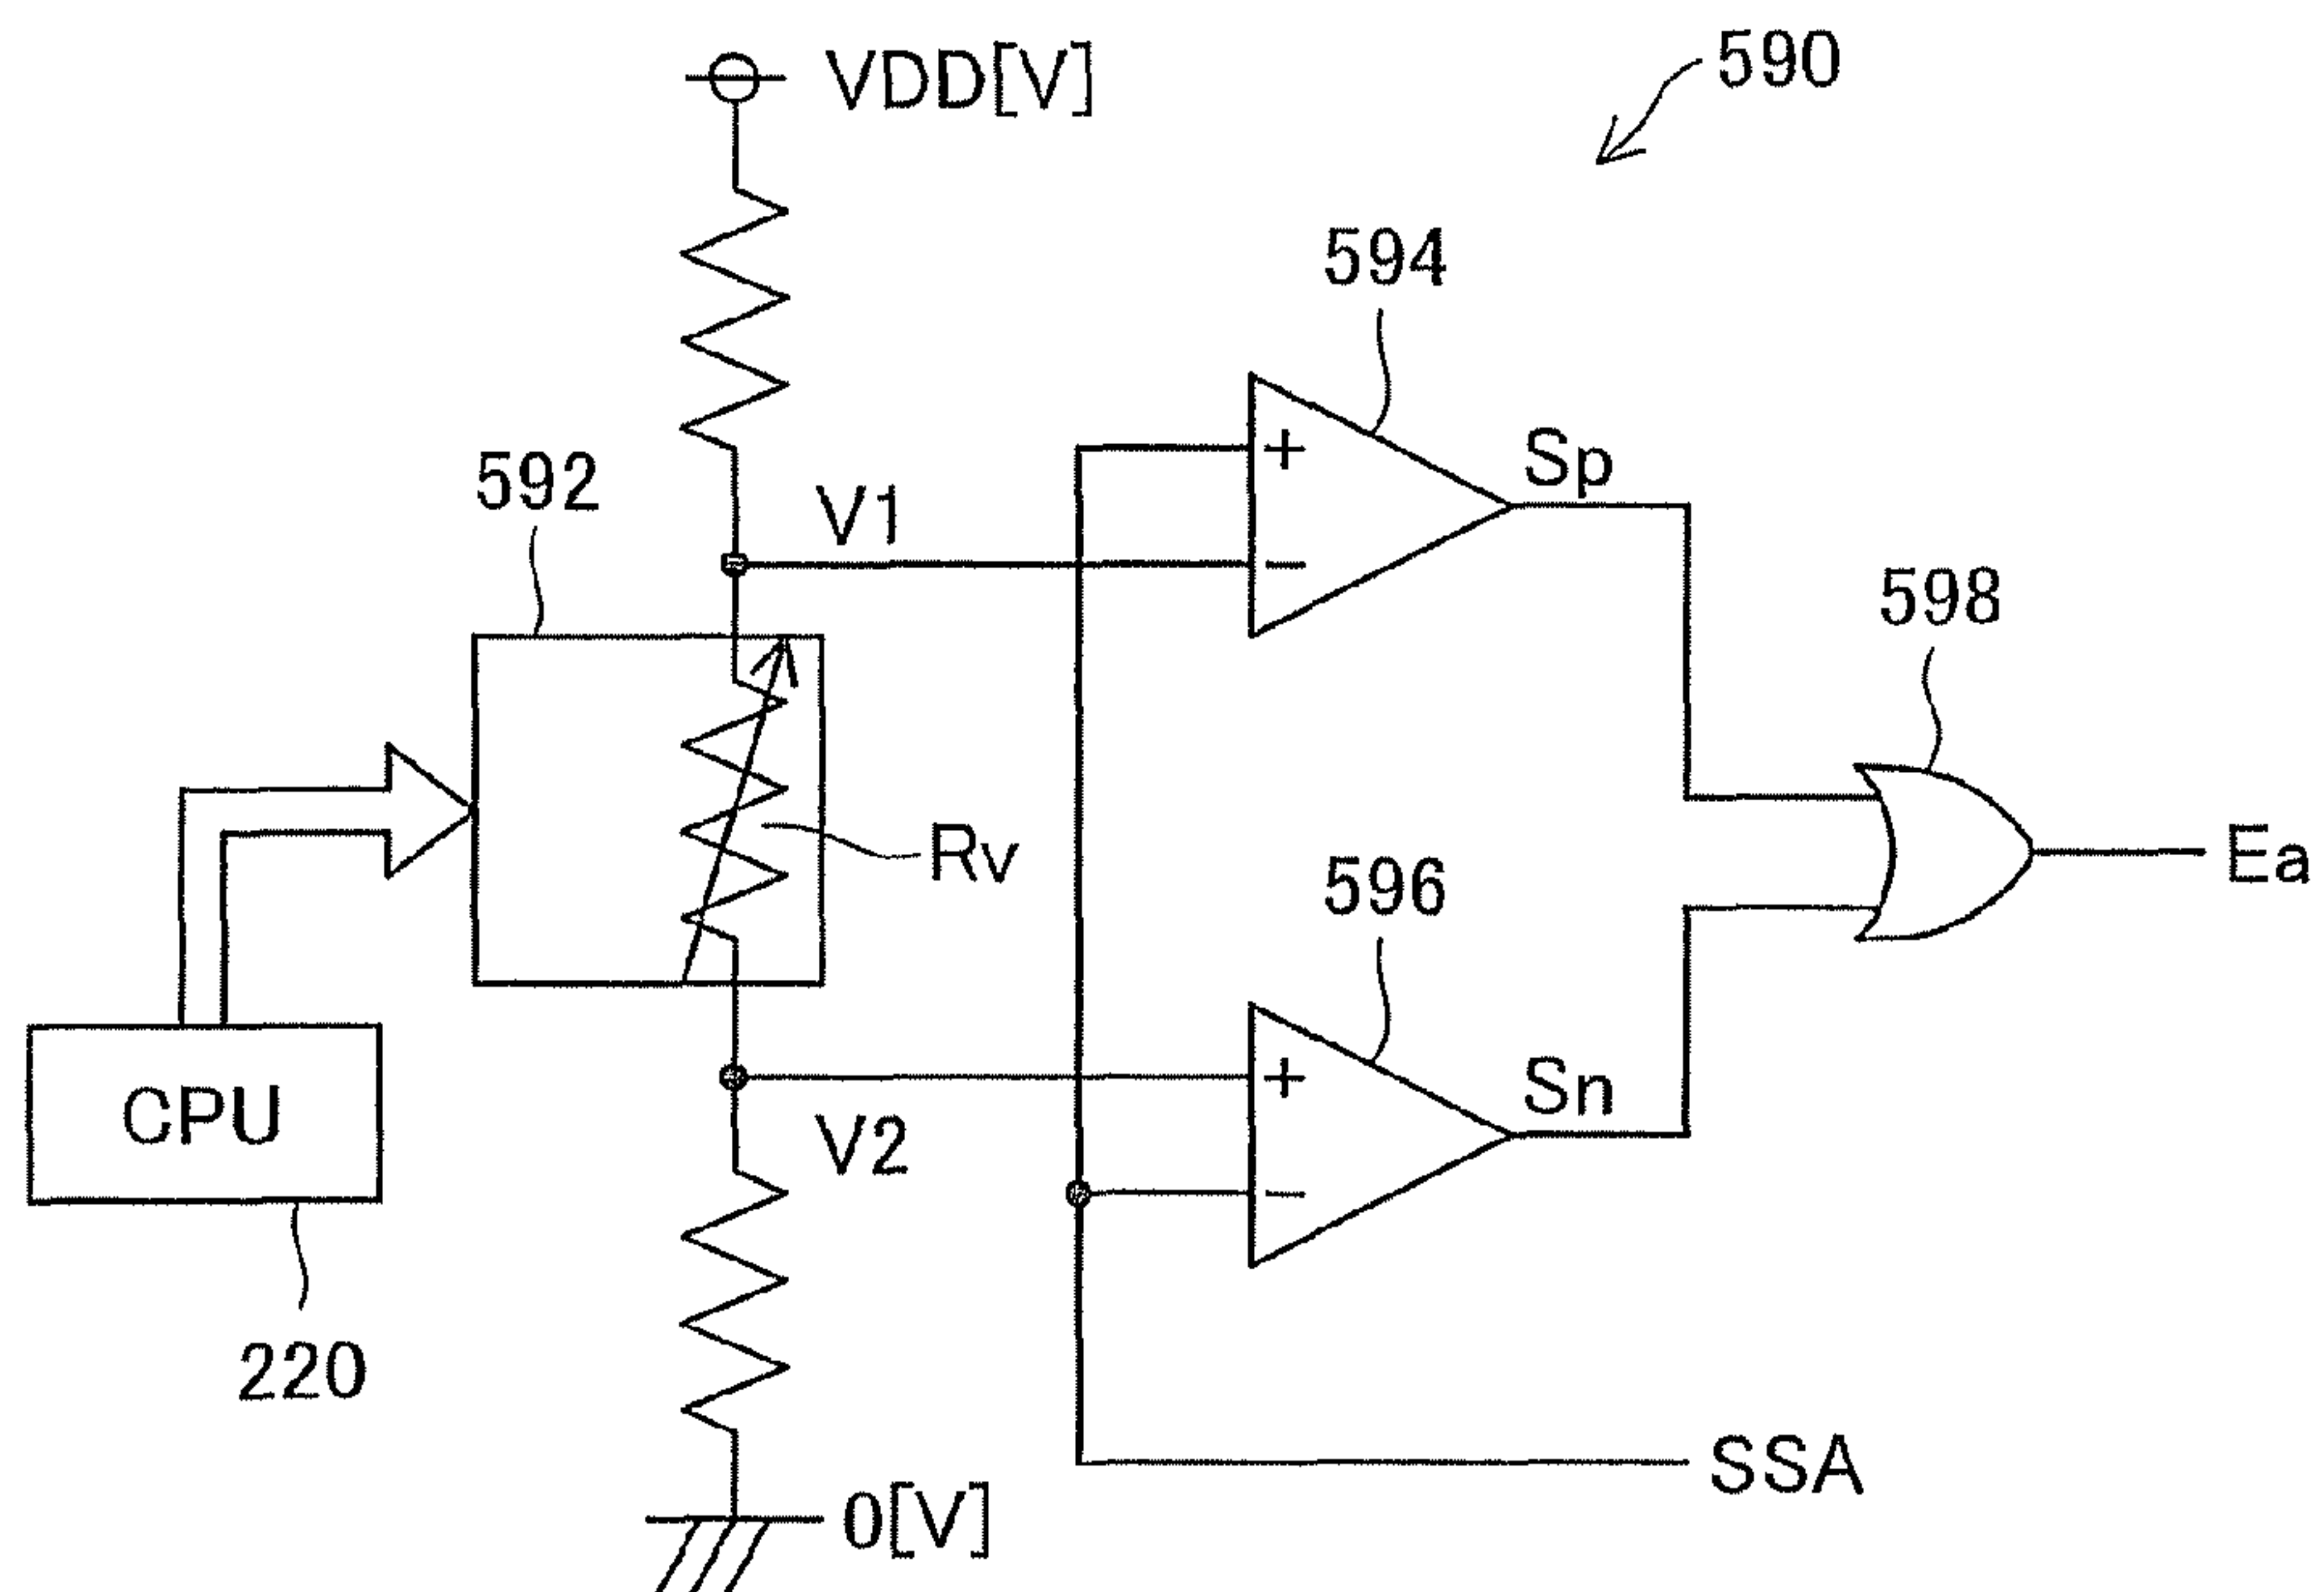 VDD[V]
590
594
592
V1
+
Sp
−
598
Rv
596
Ea
CPU
+
Sn
V2
−
220
SSA
0[V]